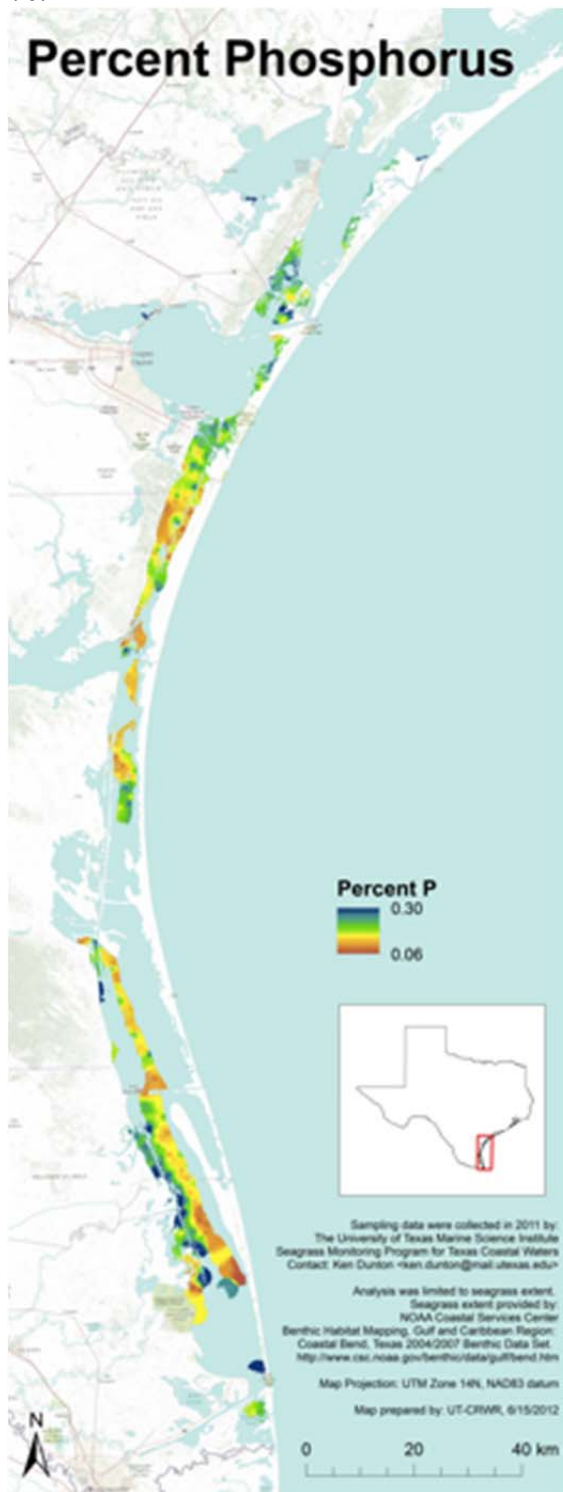 Percent Phosphorus
Percent P
0.30
0.06
Sampling data were collected in 2011 by:
The University of Texas Marine Science Institute
Seagrass Monitoring Program for Texas Coastal Waters
Contact: Ken Dunton <ken.dunton@mail.utexas.edu>
Analysis was limited to seagrass extent.
Seagrass extent provided by:
NOAA Coastal Services Center
Benthic Habitat Mapping, Gulf and Caribbean Region:
Coastal Bend, Texas 2004/2007 Benthic Data Set.
http://www.csc.noaa.gov/benthic/data/gulf/bend.htm
Map Projection: UTM Zone 14N, NAD83 datum
Map prepared by: UT-CRWR, 6/15/2012
N
0 20 40 km